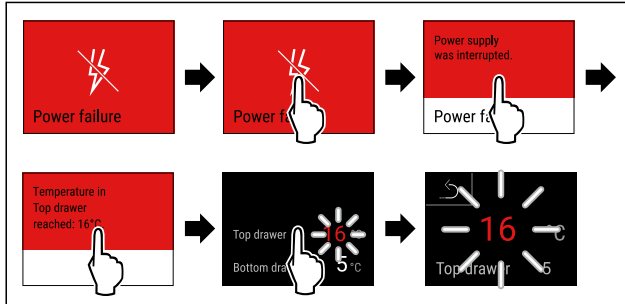 Power failure
Power fa
Power supply
was interrupted.
Power fa
Temperature in
Top drawer
reached: 16°C
Top drawer 16 °C
Bottom dra 5 °C
16 °C
Top drawer 5